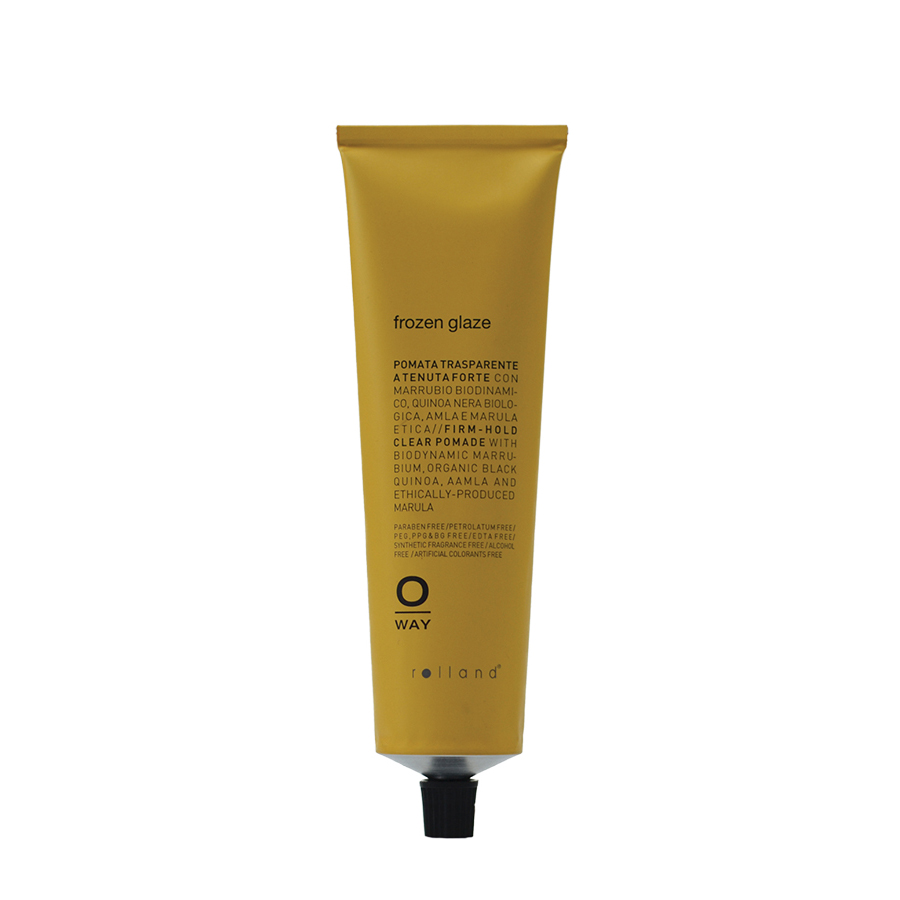 frozen glaze
POMATA TRASPARENTE
A TENUTA FORTE CON
MARRUBIO BIODINAMI-
CO, QUINOA NERA BIOLO-
GICA, AMLA E MARULA
ETICA//FIRM-HOLD
CLEAR POMADE WITH
BIODYNAMIC MARRU-
BIUM, ORGANIC BLACK
QUINOA, AAMLA AND
ETHICALLY-PRODUCED
MARULA
PARABEN FREE/PETROLATUM FREE/
PEG, PPG&BG FREE/EDTA FREE/
SYNTHETIC FRAGRANCE FREE/ALCOHOL
FREE/ARTIFICIAL COLORANTS FREE
O
WAY
rolland®